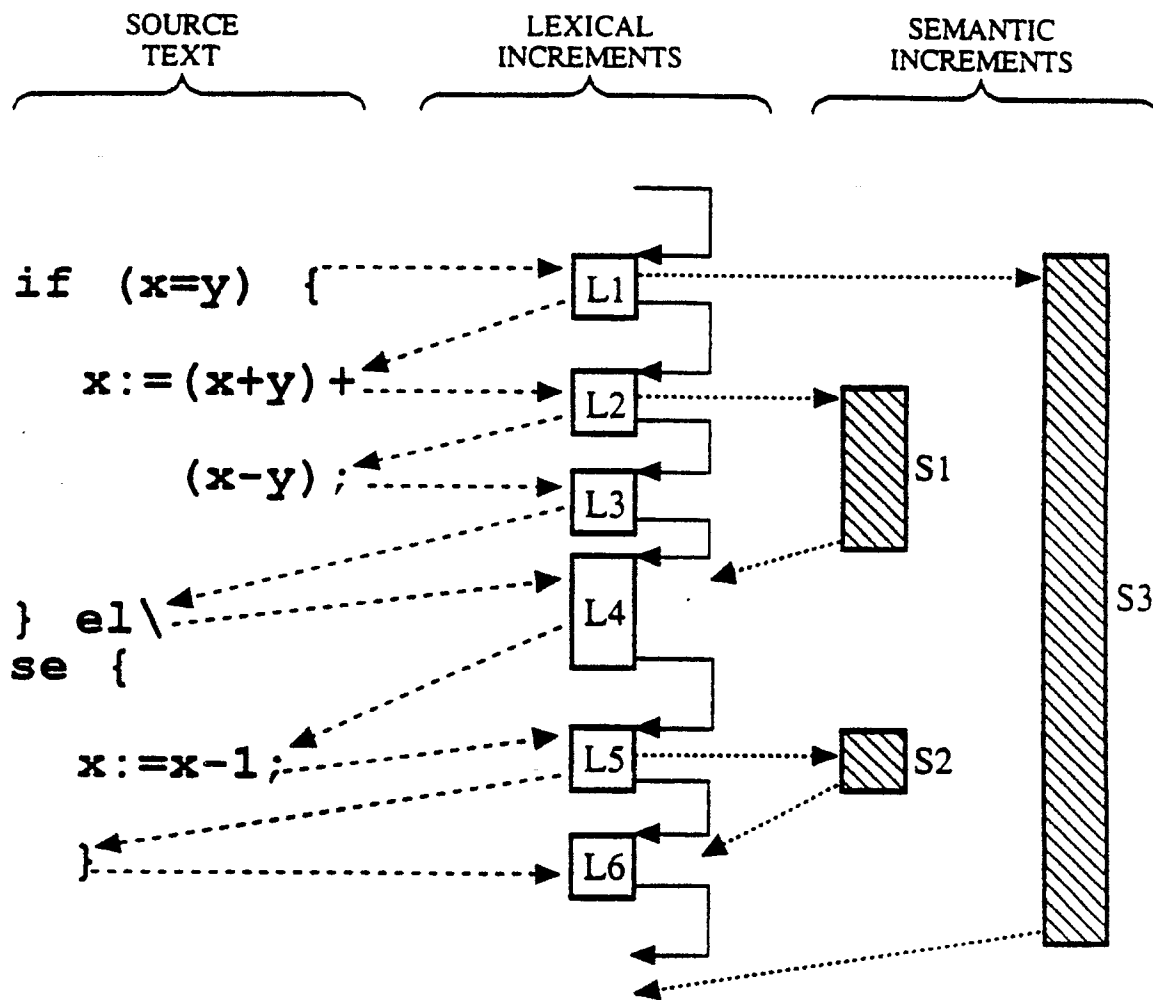 SOURCE
TEXT
LEXICAL
INCREMENTS
SEMANTIC
INCREMENTS
if (x=y) {
L1
x:=(x+y)+
L2
(x-y);
L3
S1
} el\
se {
L4
S3
x:=x-1;
L5
S2
}
L6